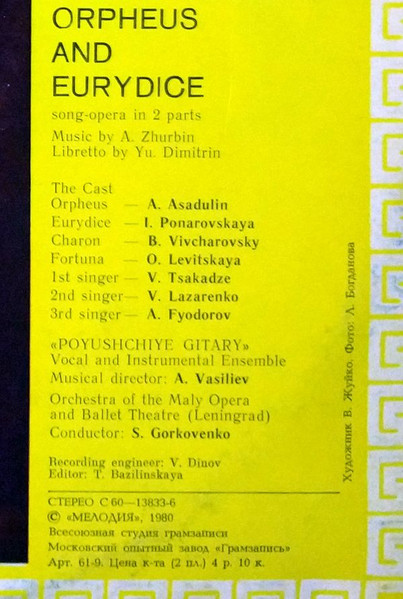 ORPHEUS
AND
EURYDICE
song-opera in 2 parts
Music by A. Zhurbin
Libretto by Yu. Dimitrin
The Cast
Orpheus — A. Asadulin
Eurydice — I. Ponarovskaya
Charon — B. Vivcharovsky
Fortuna — O. Levitskaya
1st singer — V. Tsakadze
2nd singer — V. Lazarenko
3rd singer — A. Fyodorov
«POYUSHCHIYE GITARY»
Vocal and Instrumental Ensemble
Musical director: A. Vasiliev
Orchestra of the Maly Opera
and Ballet Theatre (Leningrad)
Conductor: S. Gorkovenko
Recording engineer: V. Dinov
Editor: T. Bazilinskaya
СТЕРЕО С 60—13833-6
© «МЕЛОДИЯ», 1980
Всесоюзная студия грамзаписи
Московский опытный завод «Грамзапись»
Арт. 61-9. Цена к-та (2 пл.) 4 р. 10 к.
Художник В. Жуйко. Фото: Л. Богданова